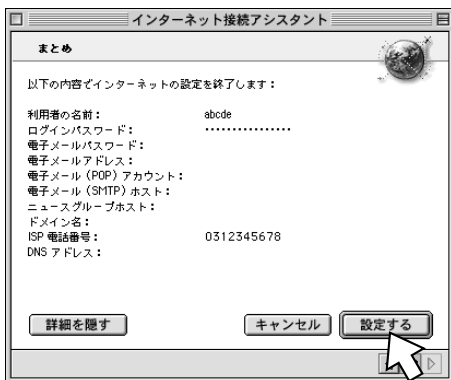 インターネット接続アシスタント
まとめ
以下の内容でインターネットの設定を終了します：
利用者の名前： abcde
ログインパスワード： ･･･････････････
電子メールパスワード：
電子メールアドレス：
電子メール（POP）アカウント：
電子メール（SMTP）ホスト：
ニュースグループホスト：
ドメイン名：
ISP 電話番号： 0312345678
DNS アドレス：
詳細を隠す キャンセル 設定する